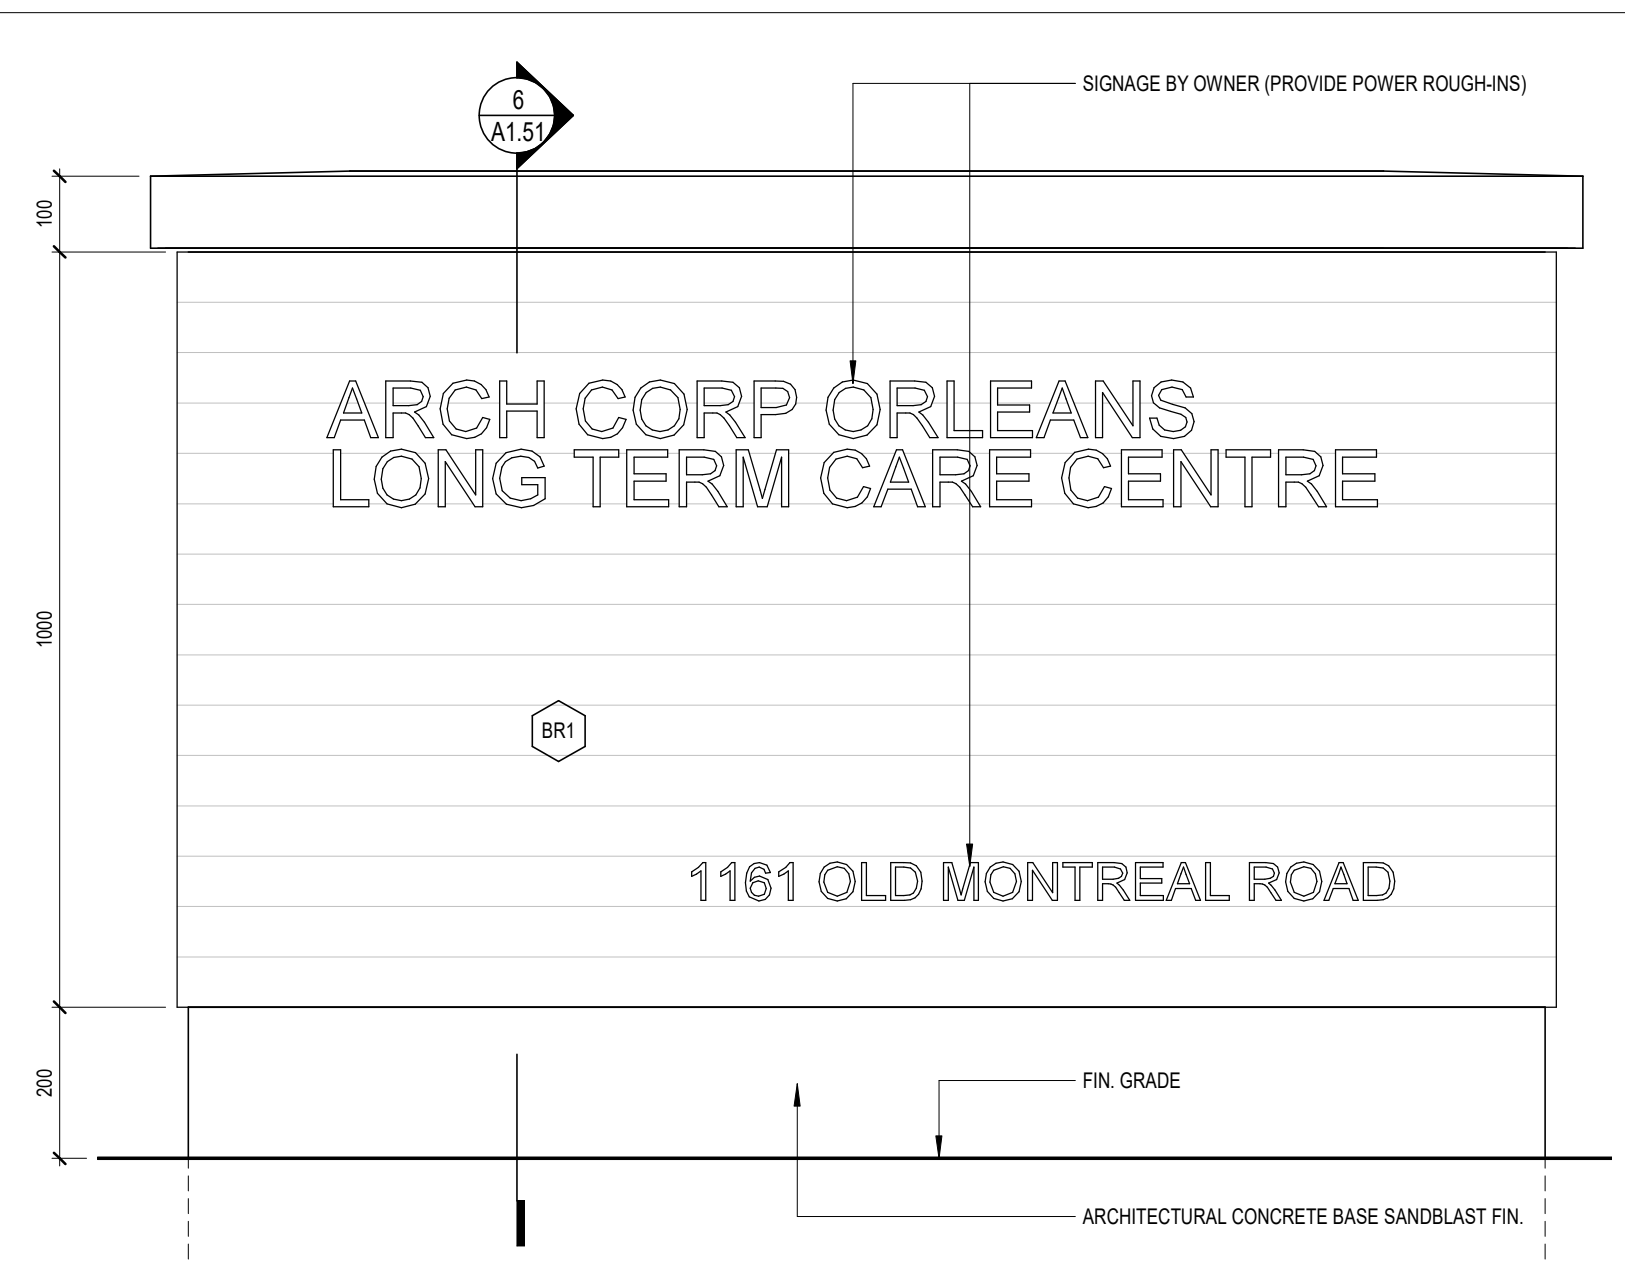 SIGNAGE BY OWNER (PROVIDE POWER ROUGH-INS)
6
A1.51
100
ARCH CORP ORLEANS
LONG TERM CARE CENTRE
1000
BR1
1161 OLD MONTREAL ROAD
200
FIN. GRADE
ARCHITECTURAL CONCRETE BASE SANDBLAST FIN.